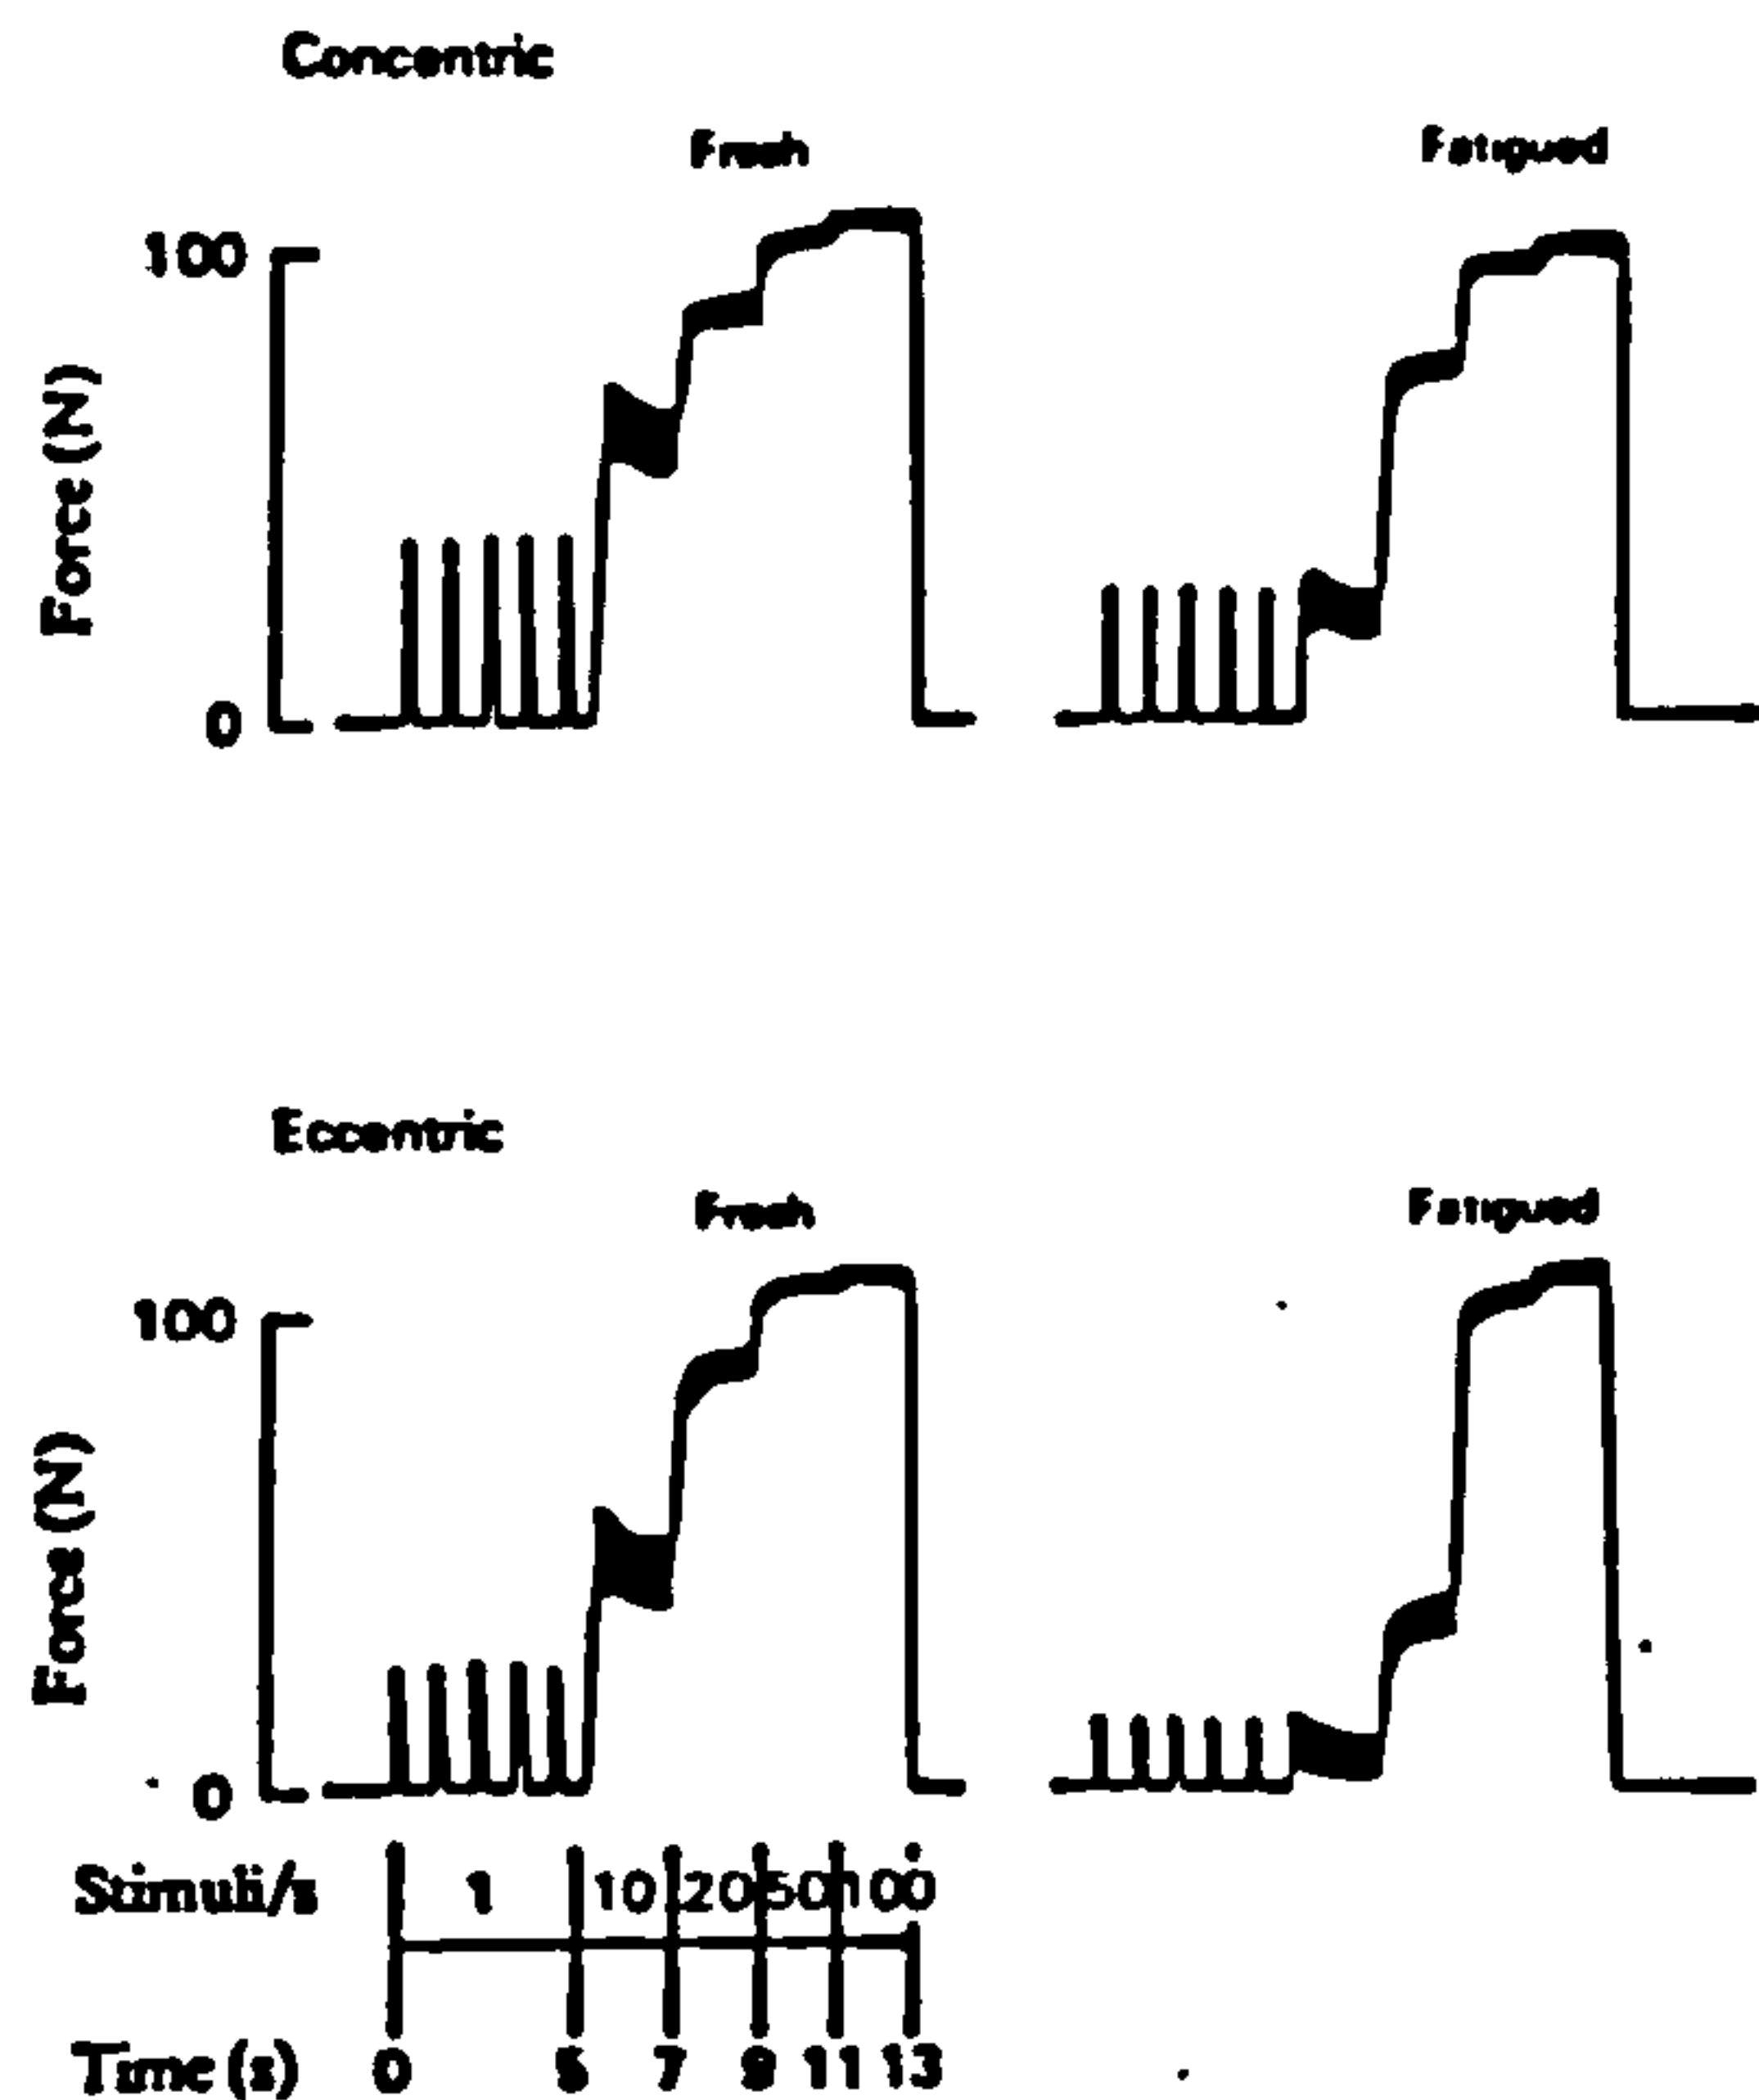 Concentric
Fresh Fatigued
100
Force (N)
0
Eccentric
Fresh Fatigued
100
Force (N)
0
Stimuli/s 1 10 20 50 100
Time (s) 0 5 7 9 11 13